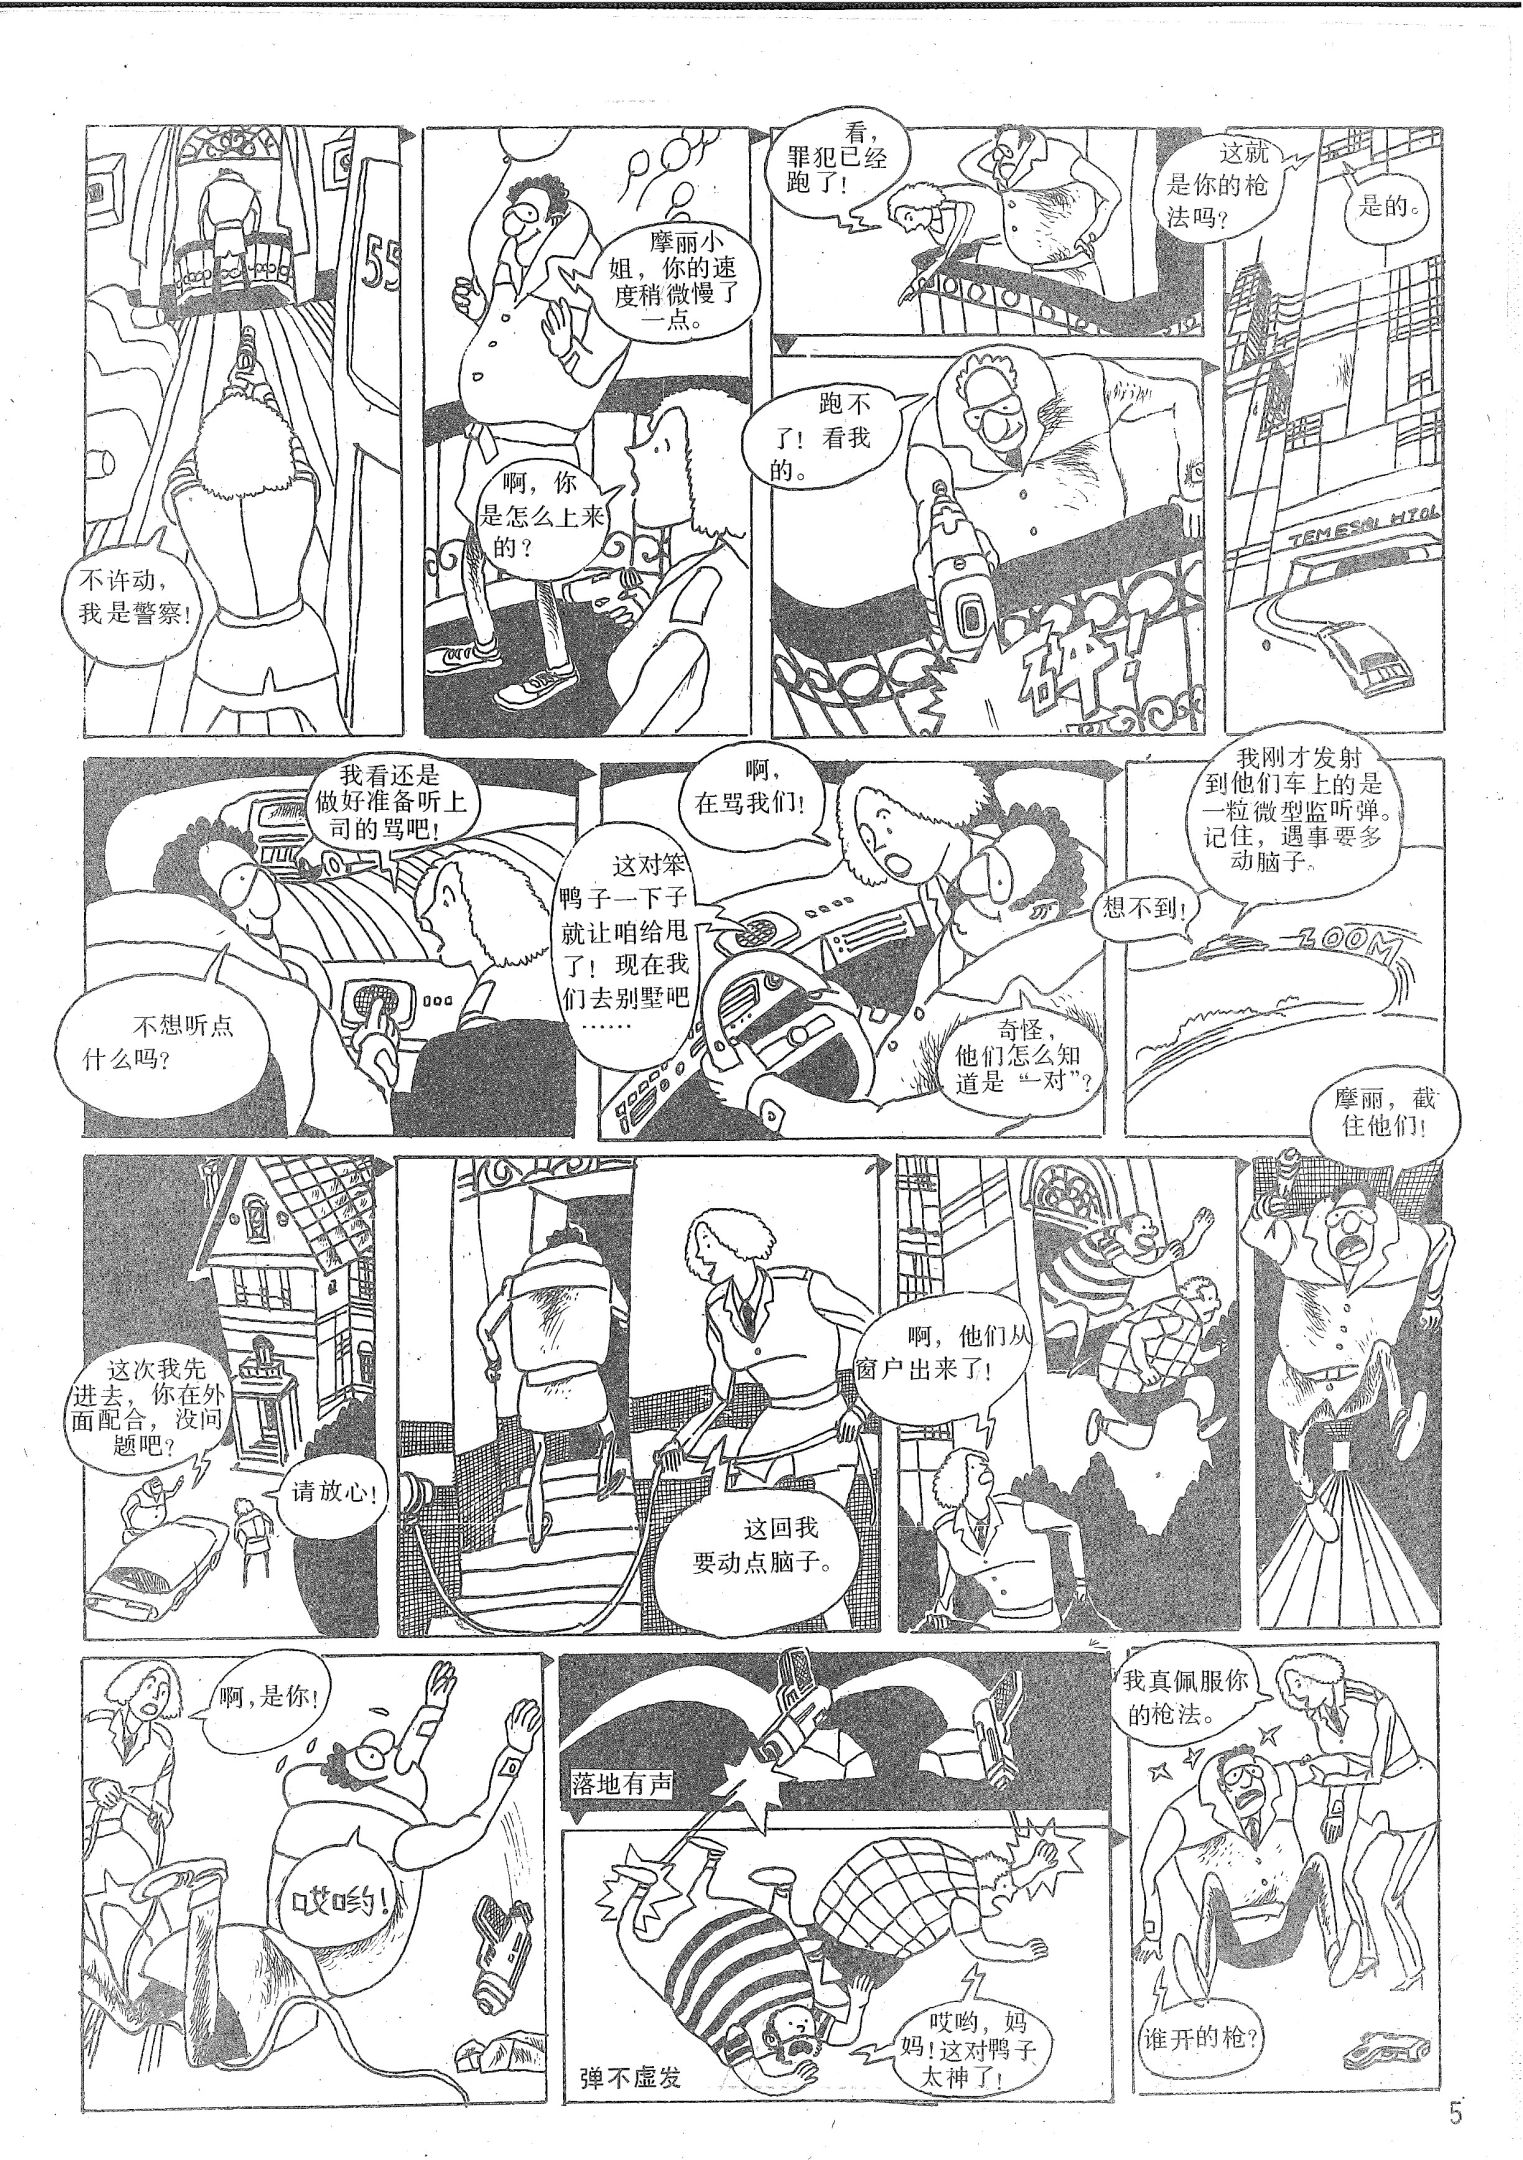 55
不许动，
我是警察！
摩丽小
姐，你的速
度稍微慢了
一点。
啊，你
是怎么上来
的？
看，
罪犯已经
跑了！
跑不
了！看我
的。
砰！
这就
是你的枪
法吗？
是的。
TEMESAL HTOL
我看还是
做好准备听上
司的骂吧！
不想听点
什么吗？
啊，
在骂我们！
这对笨
鸭子一下子
就让咱给甩
了！现在我
们去别墅吧
……
奇怪，
他们怎么知
道是“一对”？
我刚才发射
到他们车上的是
一粒微型监听弹。
记住，遇事要多
动脑子。
想不到！
ZOOM
这次我先
进去，你在外
面配合，没问
题吧？
请放心！
这回我
要动点脑子。
啊，他们从
窗户出来了！
摩丽，截
住他们！
啊，是你！
哎哟！
落地有声
弹不虚发
哎哟，妈
妈！这对鸭子
太神了！
我真佩服你
的枪法。
谁开的枪？
5